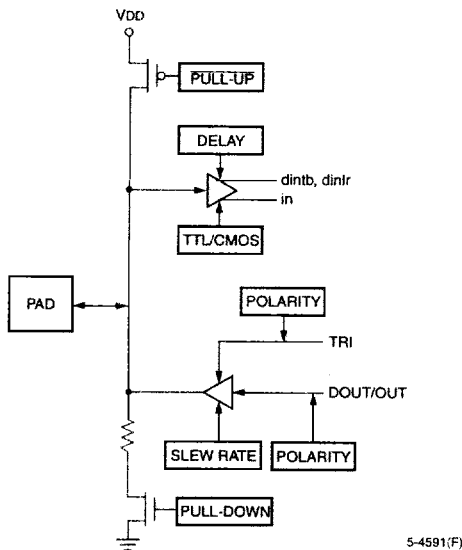 VDD
PULL-UP
DELAY
dintb, dinlr
in
TTL/CMOS
PAD
POLARITY
TRI
DOUT/OUT
SLEW RATE
POLARITY
PULL-DOWN
5-4591(F)